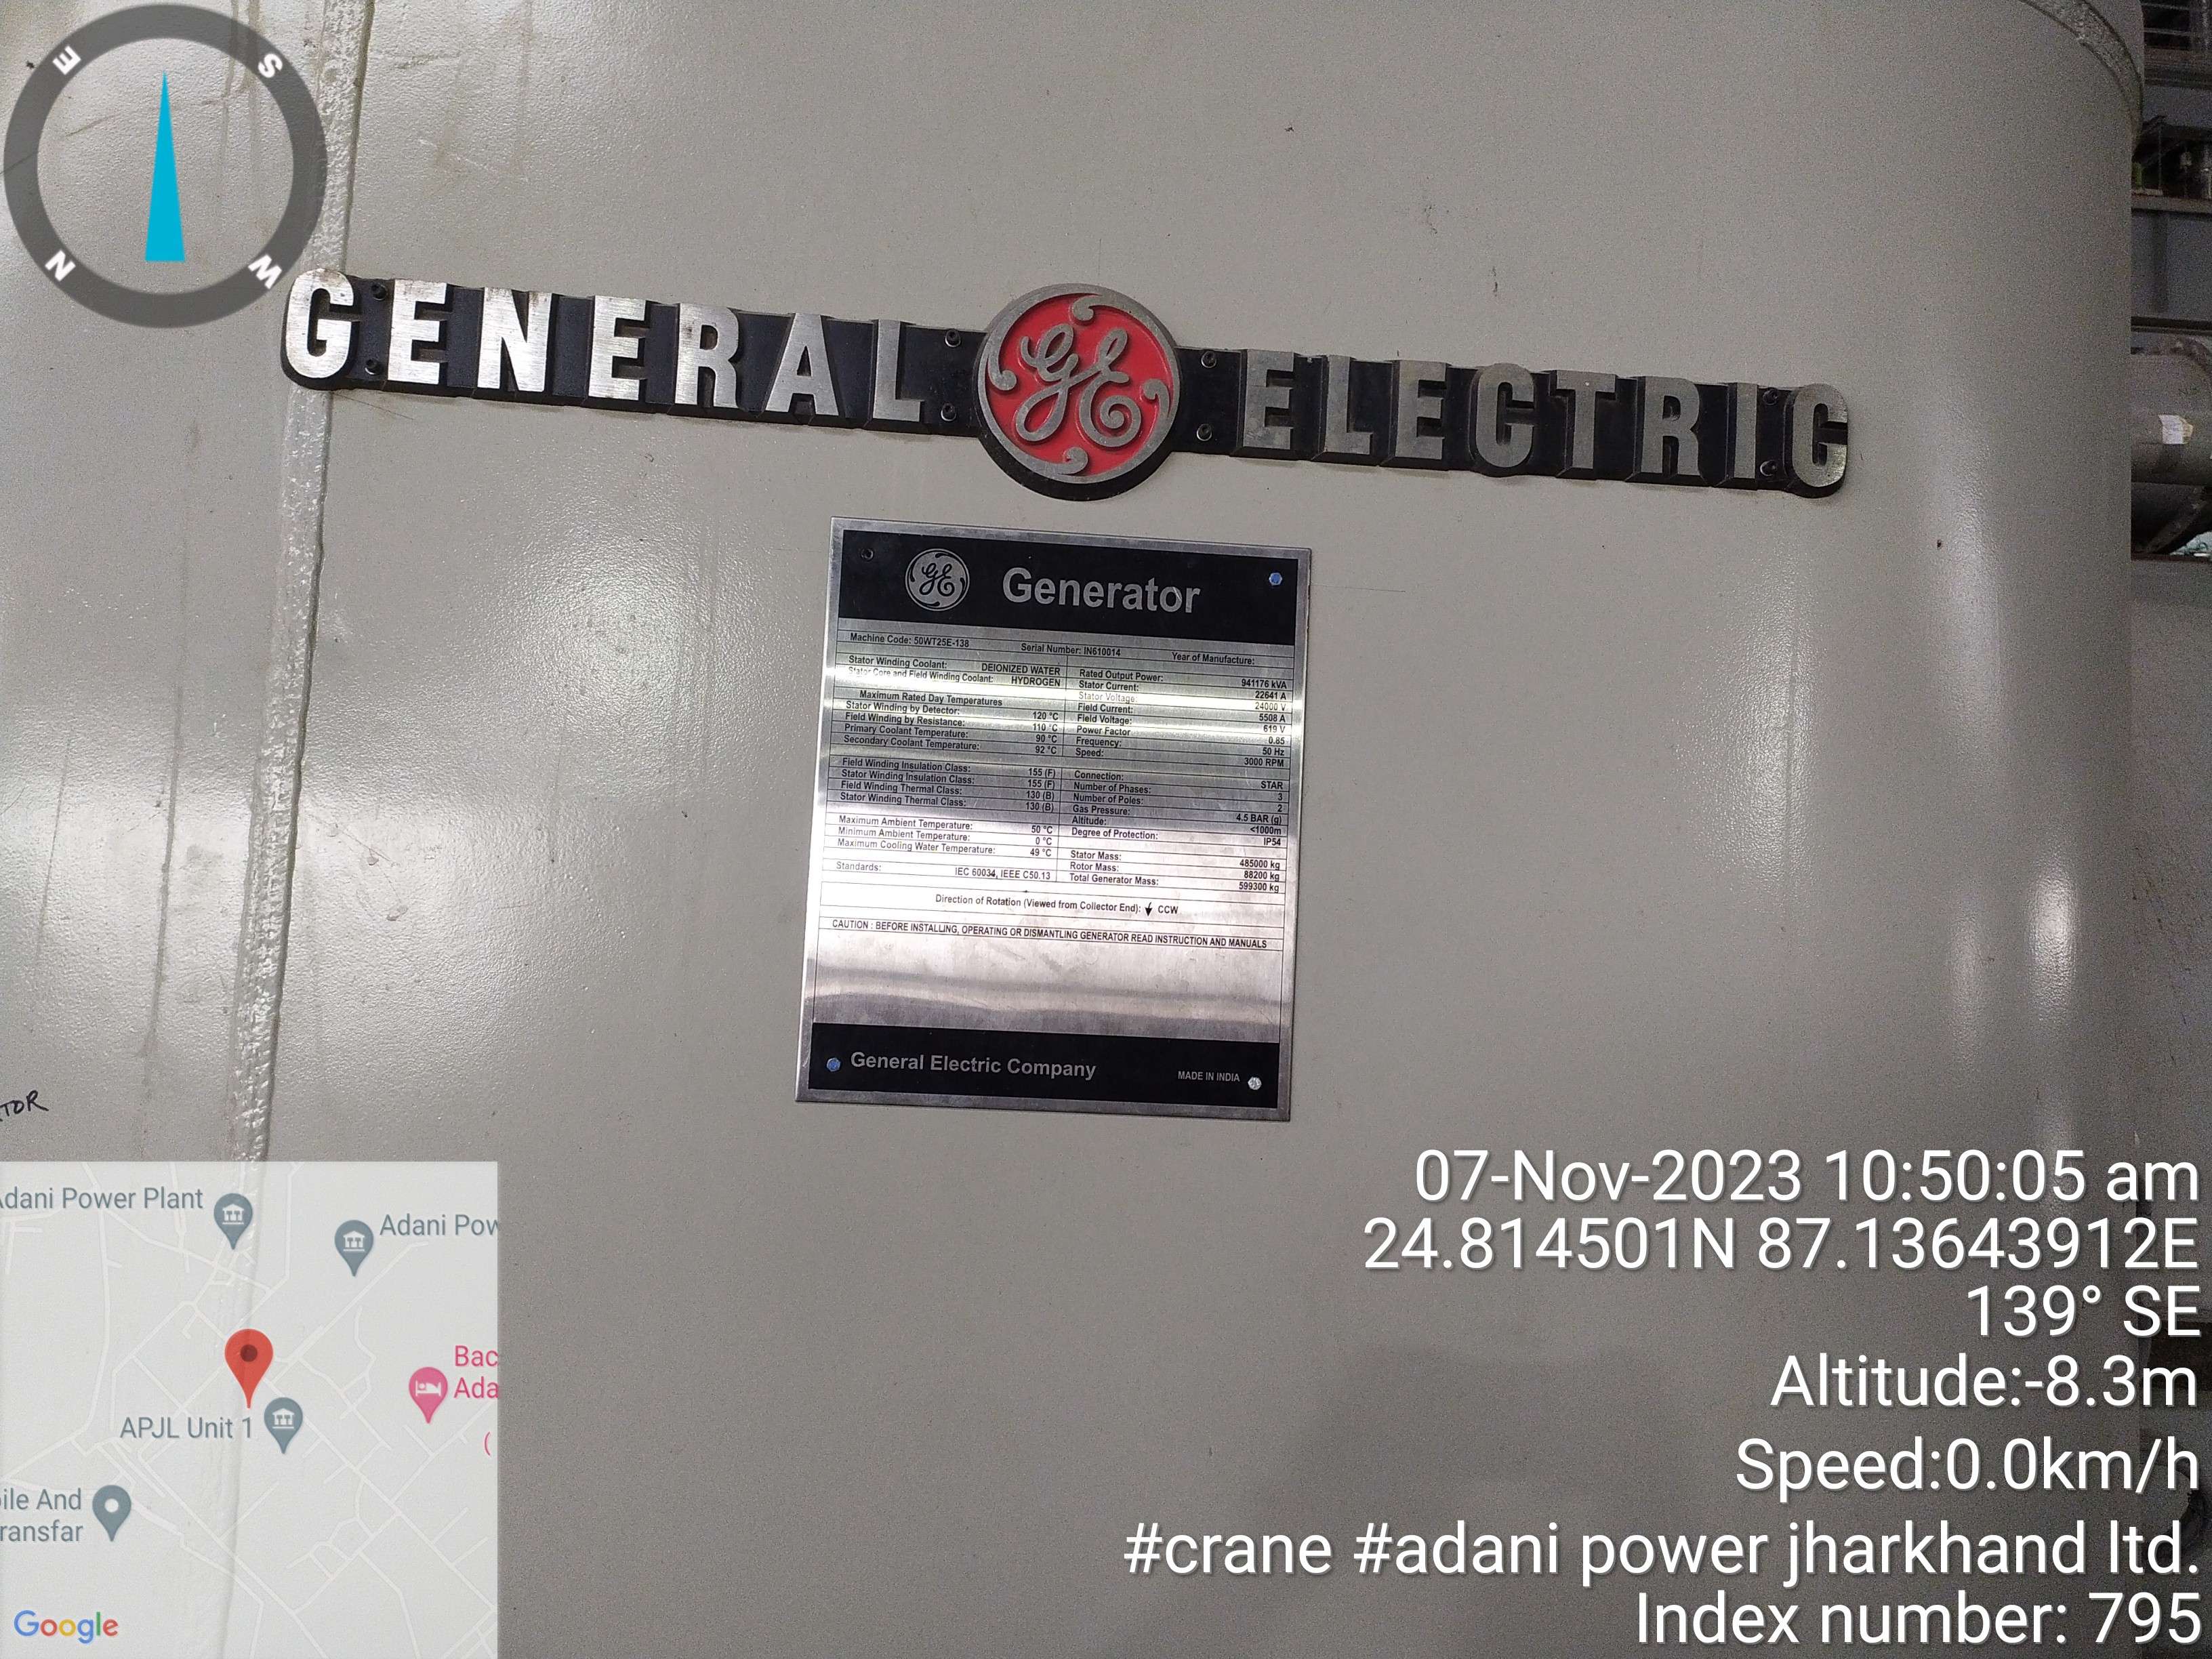 E
S
N
W
GENERAL GE ELECTRIC
GE Generator
Machine Code: 50WT25E-138 Serial Number: IN610014 Year of Manufacture:
Stator Winding Coolant: DEIONIZED WATER
Stator Core and Field Winding Coolant: HYDROGEN
Maximum Rated Day Temperatures
Stator Winding by Detector: 120 °C
Field Winding by Resistance: 110 °C
Primary Coolant Temperature: 90 °C
Secondary Coolant Temperature: 92 °C
Field Winding Insulation Class: 155 (F)
Stator Winding Insulation Class: 155 (F)
Field Winding Thermal Class: 130 (B)
Stator Winding Thermal Class: 130 (B)
Maximum Ambient Temperature: 50 °C
Minimum Ambient Temperature: 0 °C
Maximum Cooling Water Temperature: 49 °C
Standards: IEC 60034, IEEE C50.13
Rated Output Power: 941176 kVA
Stator Current: 22641 A
Stator Voltage: 24000 V
Field Current: 5508 A
Field Voltage: 619 V
Power Factor 0.85
Frequency: 50 Hz
Speed: 3000 RPM
Connection: STAR
Number of Phases: 3
Number of Poles: 2
Gas Pressure: 4.5 BAR (g)
Altitude: <1000m
Degree of Protection: IP54
Stator Mass: 485000 kg
Rotor Mass: 88200 kg
Total Generator Mass: 599300 kg
Direction of Rotation (Viewed from Collector End): CCW
CAUTION : BEFORE INSTALLING, OPERATING OR DISMANTLING GENERATOR READ INSTRUCTION AND MANUALS
General Electric Company MADE IN INDIA
TOR
dani Power Plant
Adani Pow
Bac
Ada
(
APJL Unit 1
ile And
ransfar
Google
07-Nov-2023 10:50:05 am
24.814501N 87.13643912E
139° SE
Altitude:-8.3m
Speed:0.0km/h
#crane #adani power jharkhand ltd.
Index number: 795